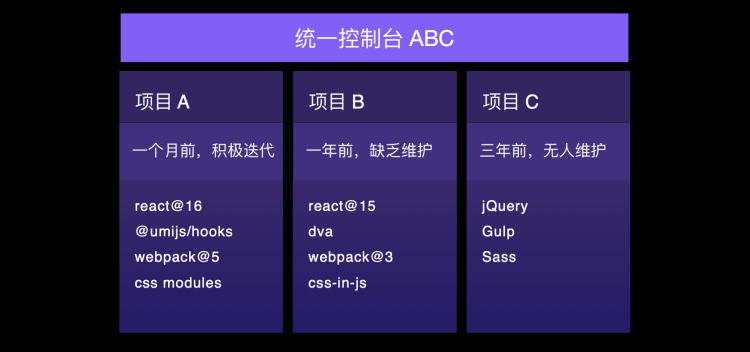 统一控制台 ABC
项目 A
一个月前，积极迭代
react@16
@umijs/hooks
webpack@5
css modules
项目 B
一年前，缺乏维护
react@15
dva
webpack@3
css-in-js
项目 C
三年前，无人维护
jQuery
Gulp
Sass